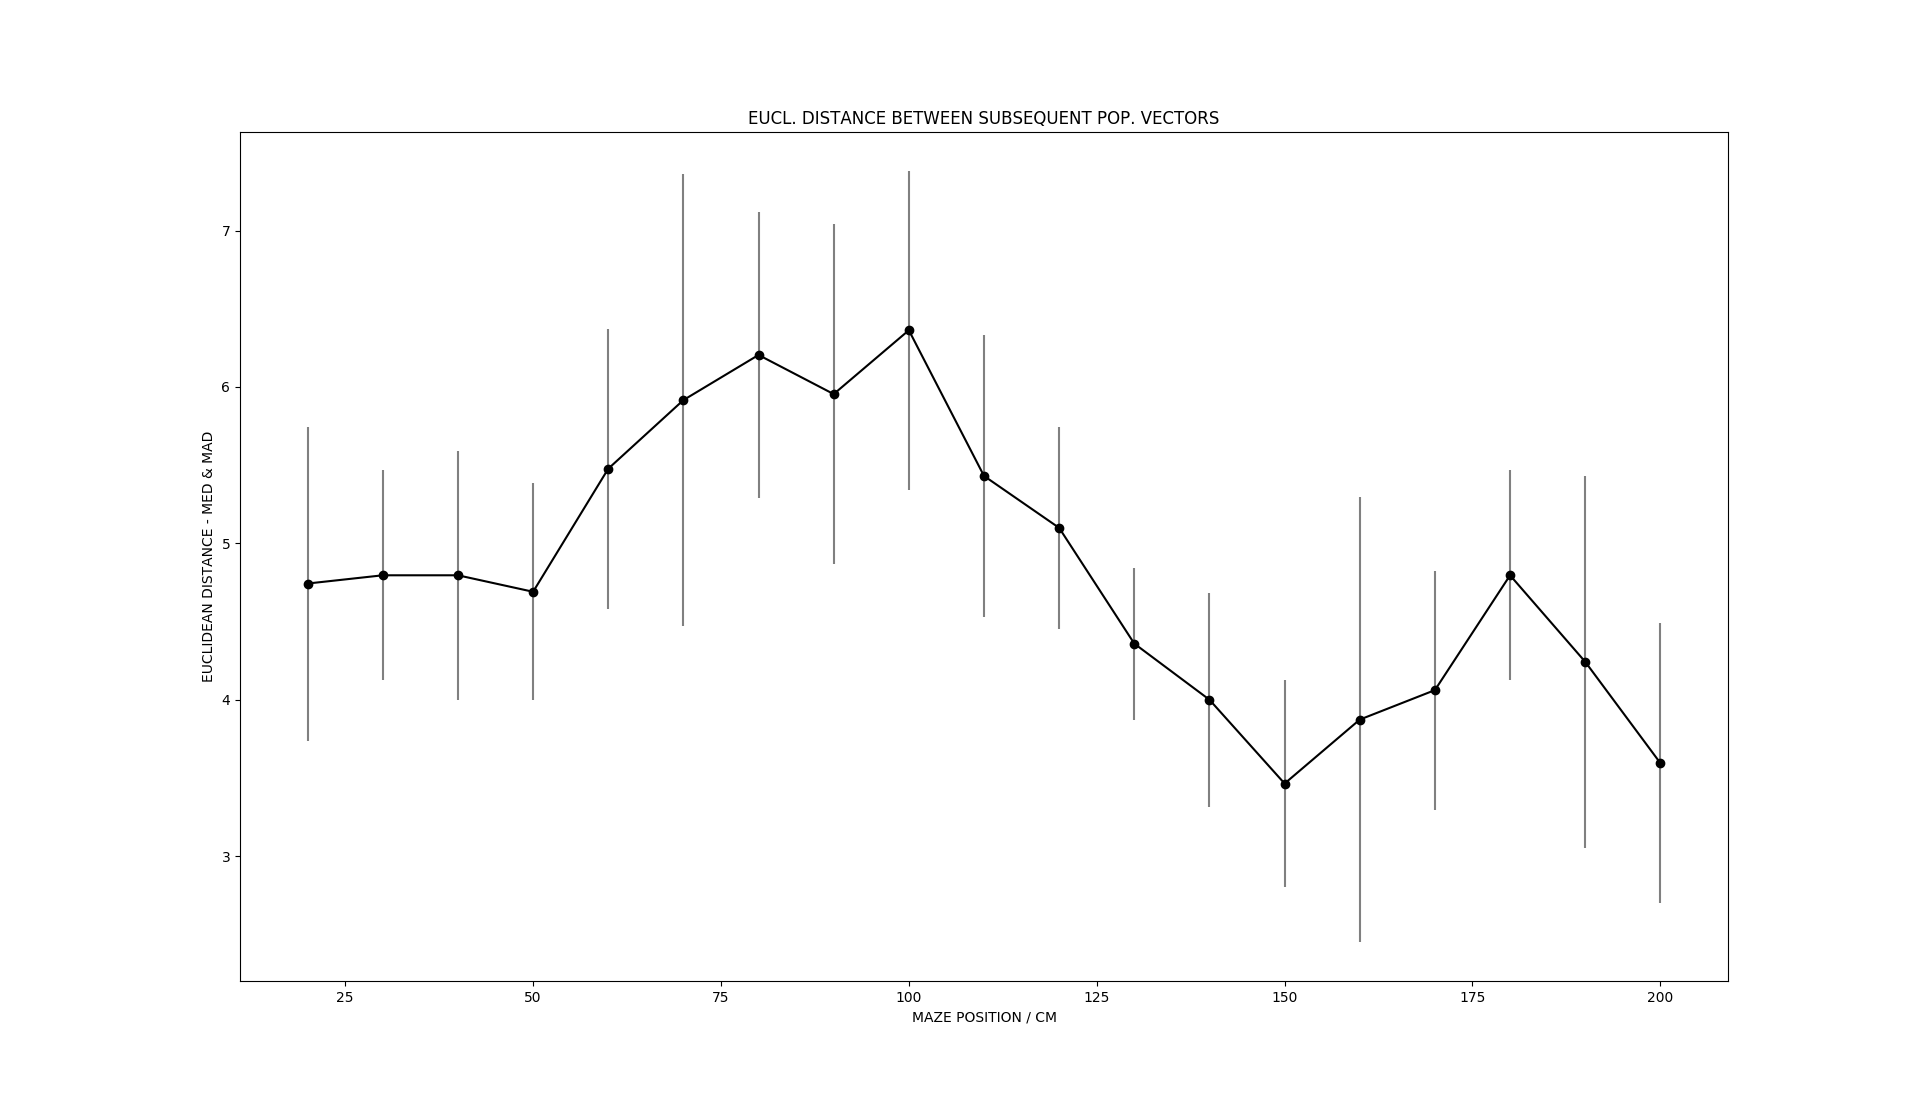 EUCL. DISTANCE BETWEEN SUBSEQUENT POP. VECTORS
EUCLIDEAN DISTANCE - MED & MAD
7
6
5
4
3
25 50 75 100 125 150 175 200
MAZE POSITION / CM